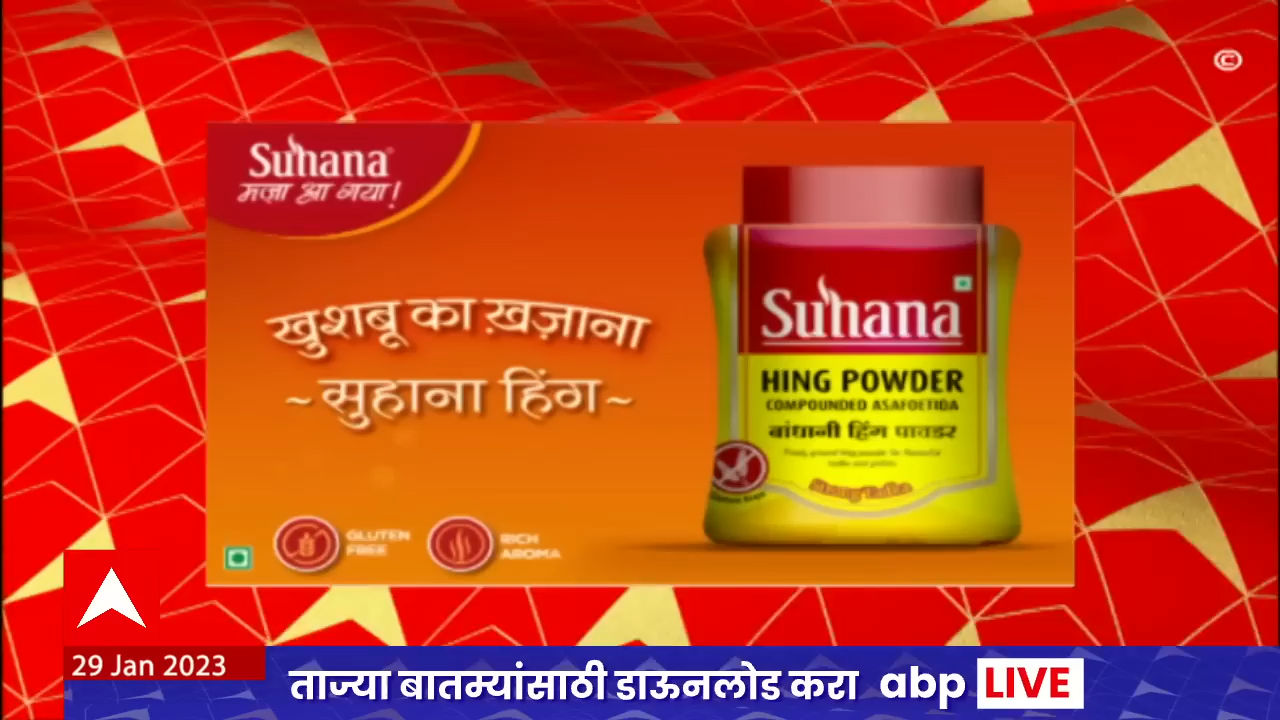 ©
Suhana
मज़ा आ गया!
खुशबू का ख़ज़ाना
~सुहाना हिंग~
GLUTEN
FREE
RICH
AROMA
Suhana
HING POWDER
COMPOUNDED ASAFOETIDA
बांधानी हिंग पावडर
29 Jan 2023
ताज्या बातम्यांसाठी डाऊनलोड करा abp LIVE